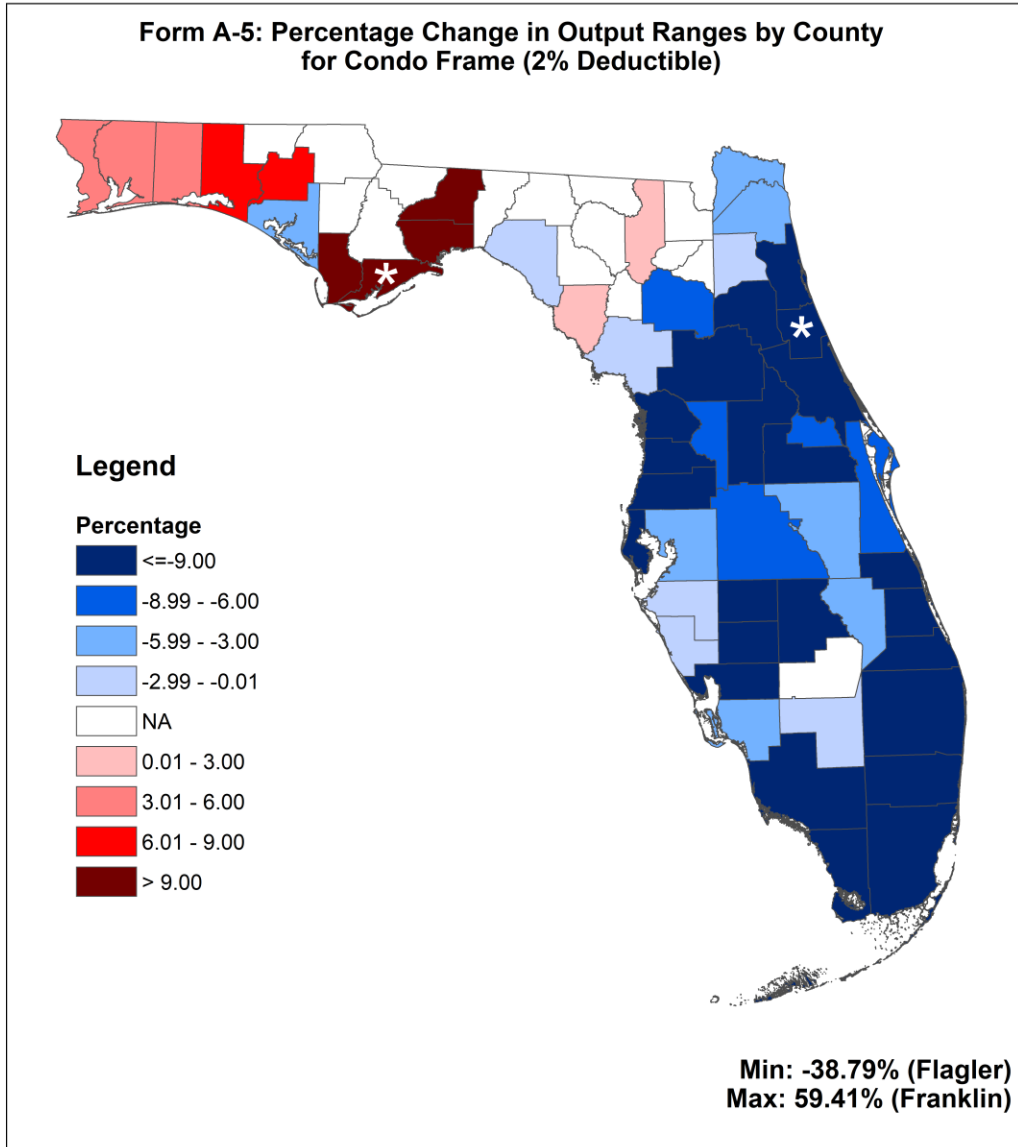 Form A-5: Percentage Change in Output Ranges by County
for Condo Frame (2% Deductible)
*
*
Legend
Percentage
<=-9.00
-8.99 - -6.00
-5.99 - -3.00
-2.99 - -0.01
NA
0.01 - 3.00
3.01 - 6.00
6.01 - 9.00
> 9.00
Min: -38.79% (Flagler)
Max: 59.41% (Franklin)